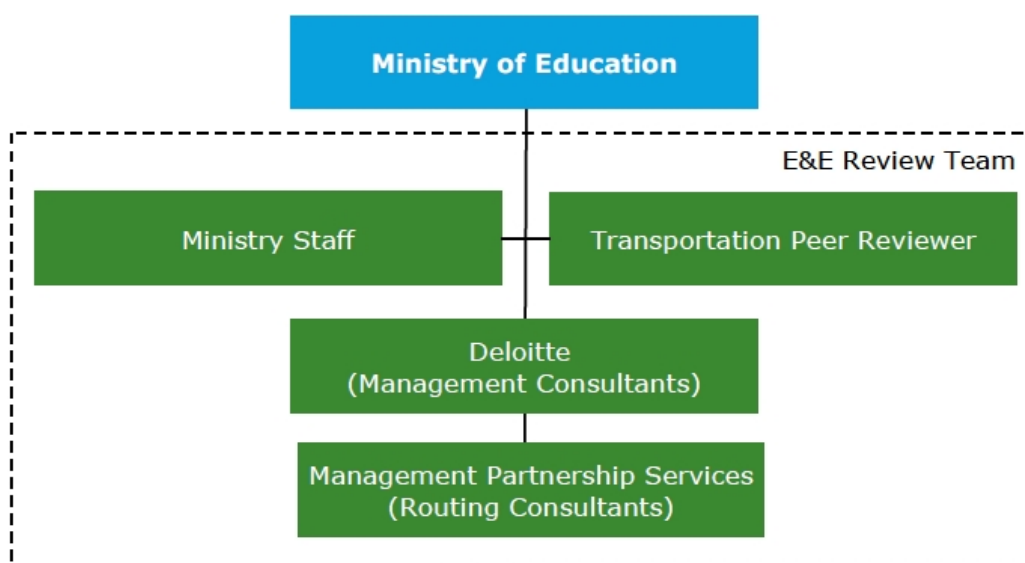 Ministry of Education
E&E Review Team
Ministry Staff
Transportation Peer Reviewer
Deloitte
(Management Consultants)
Management Partnership Services
(Routing Consultants)